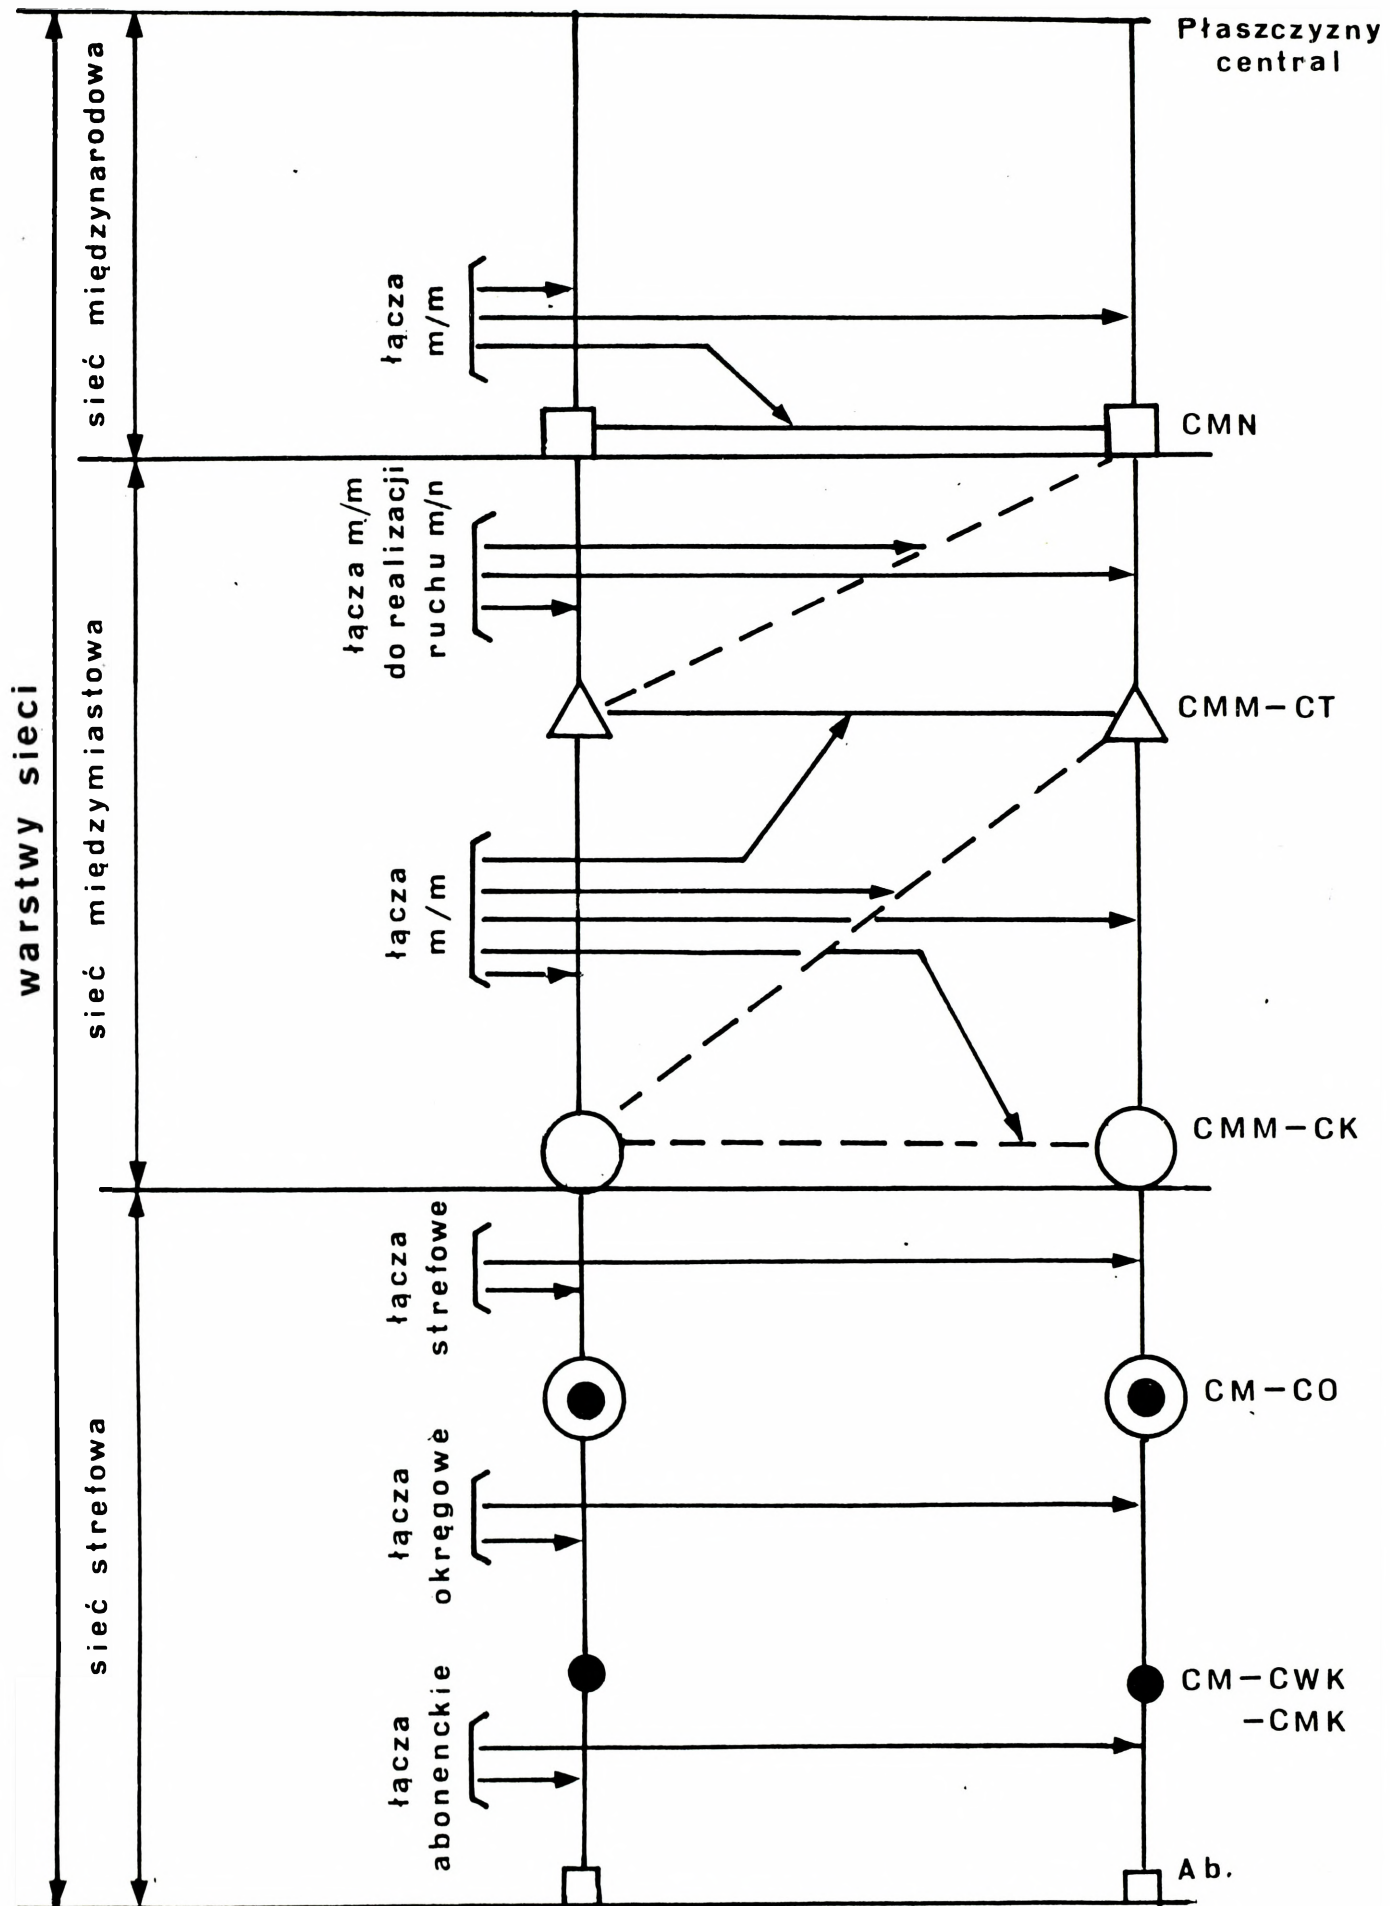 Płaszczyzny
central
warstwy sieci
sieć międzynarodowa
łącza
m/m
CMN
sieć międzymiastowa
łącza m/m
do realizacji
ruchu m/n
CMM-CT
łącza
m/m
CMM-CK
sieć strefowa
łącza
strefowe
CM-CO
łącza
okręgowe
CM-CWK
-CMK
łącza
abonenckie
Ab.